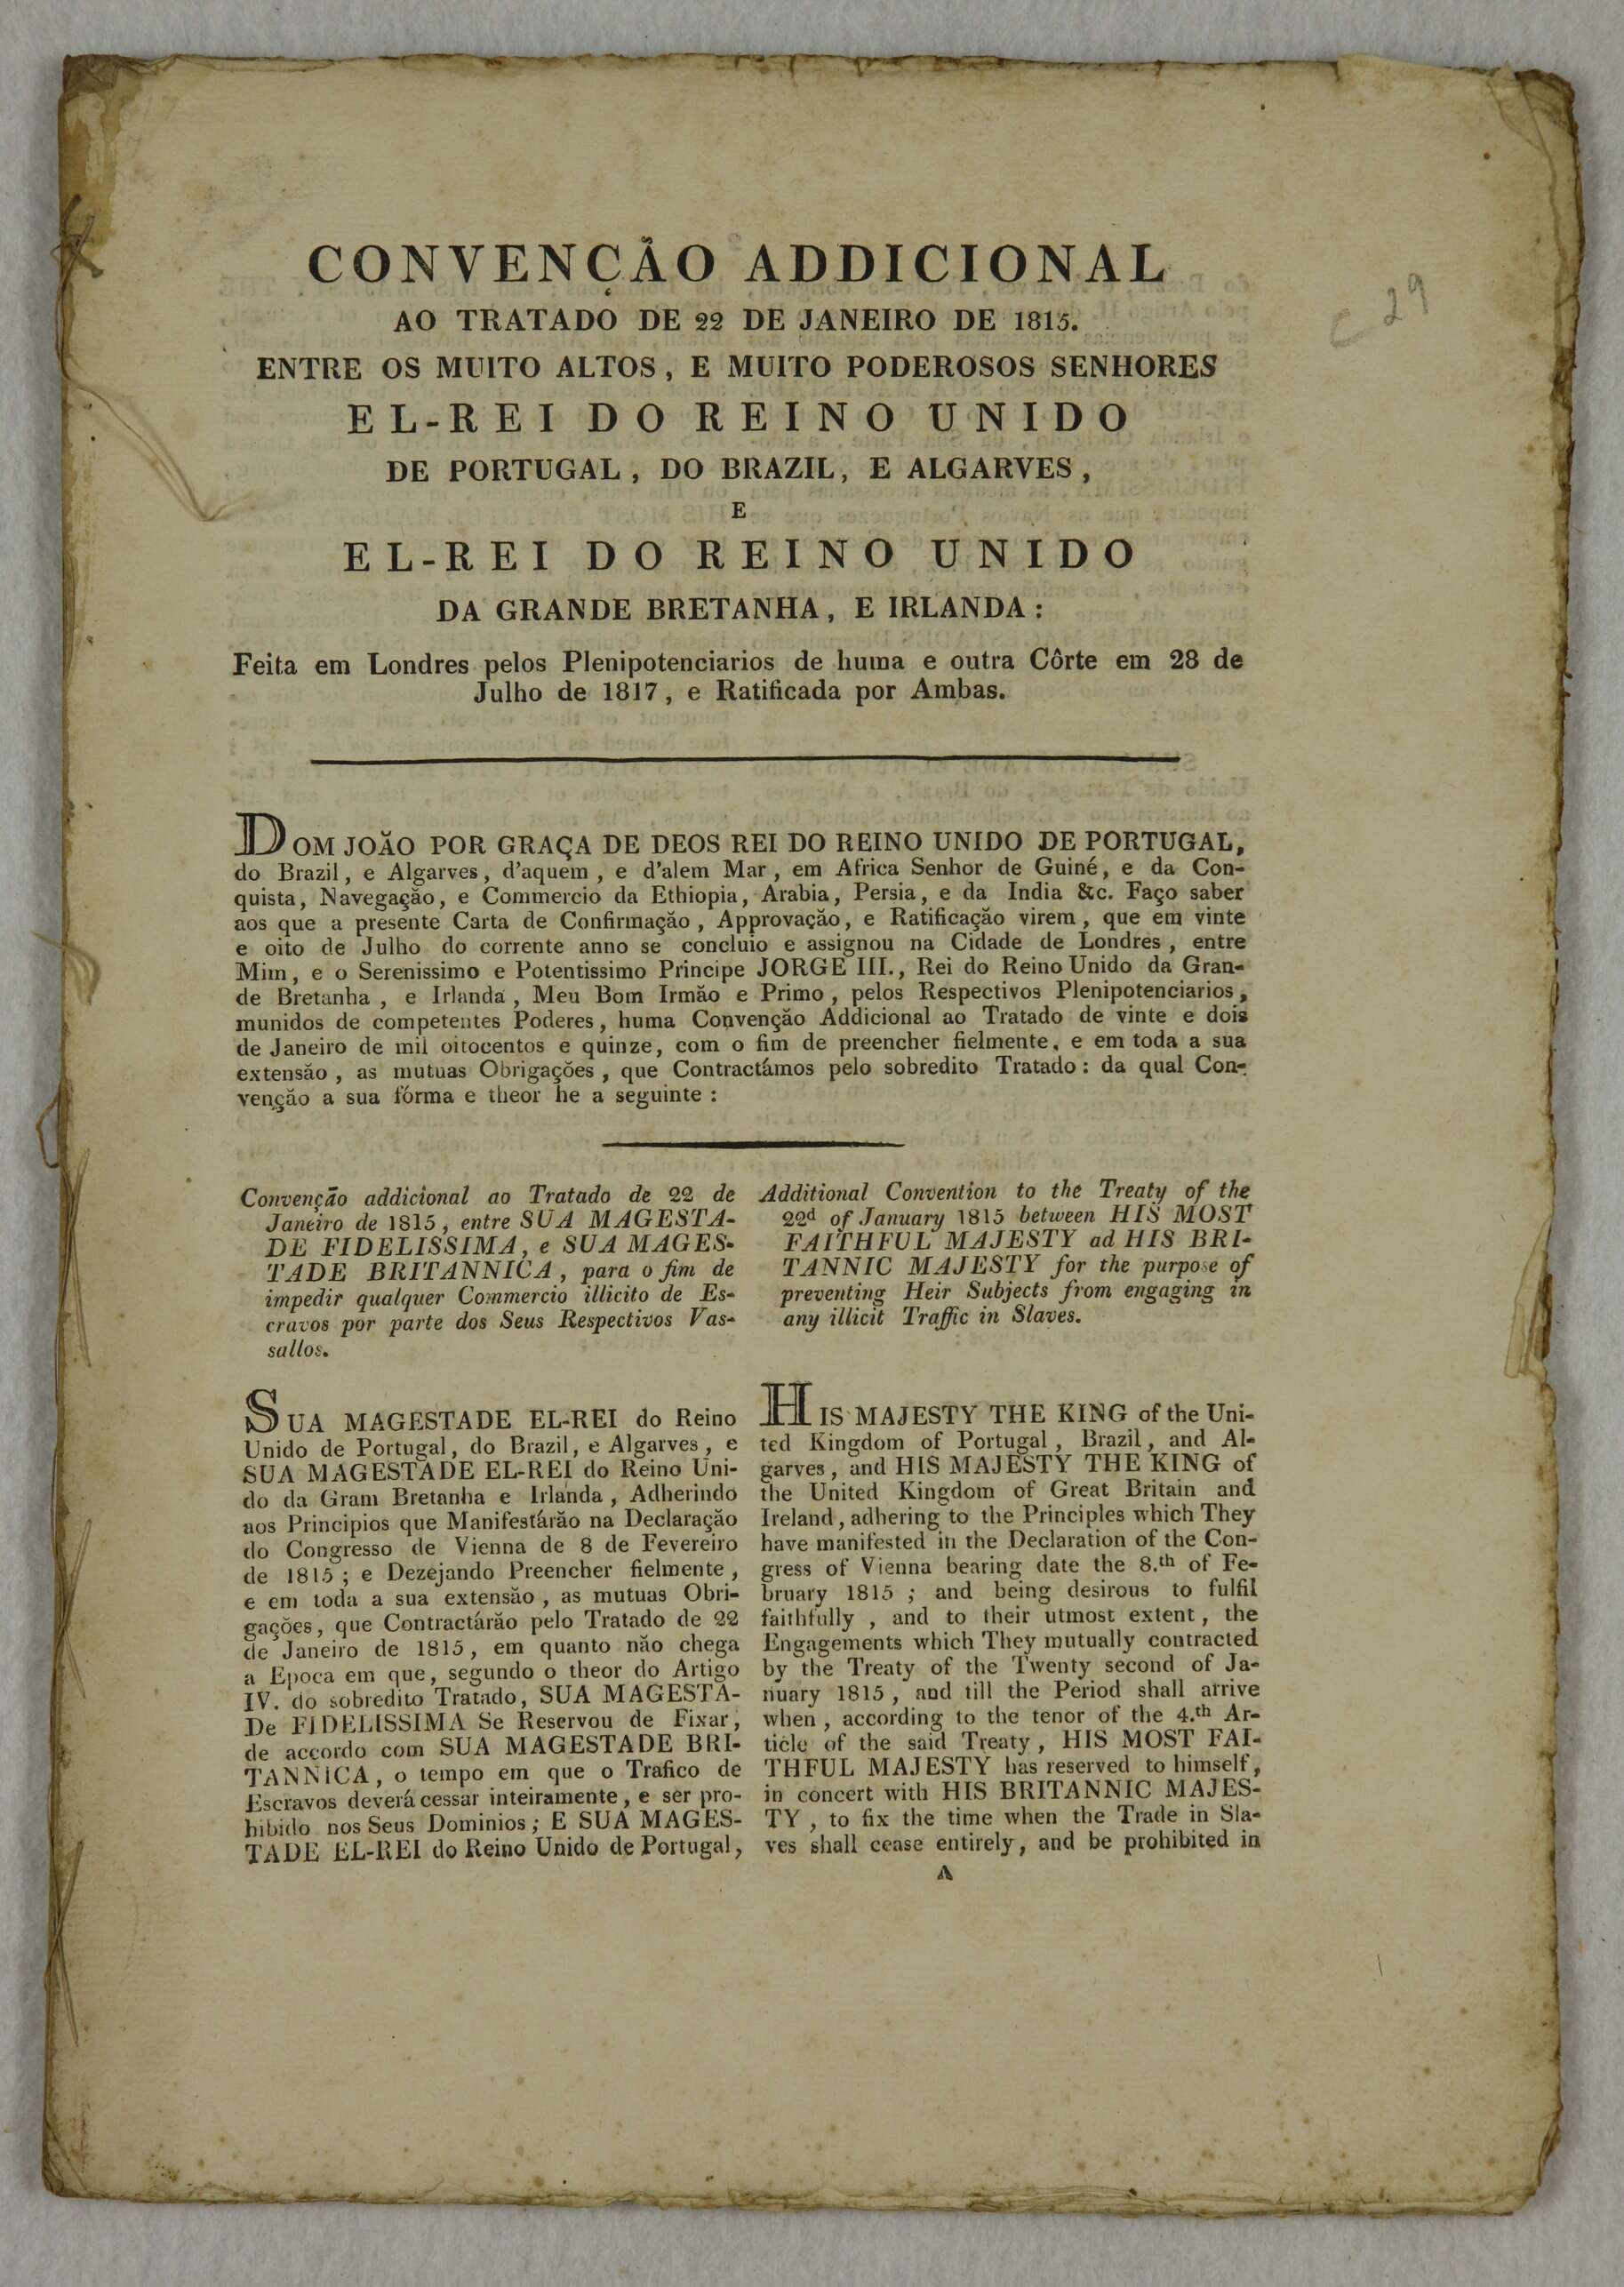 CONVENÇÃO ADDICIONAL
AO TRATADO DE 22 DE JANEIRO DE 1815.
ENTRE OS MUITO ALTOS, E MUITO PODEROSOS SENHORES
EL-REI DO REINO UNIDO
DE PORTUGAL, DO BRAZIL, E ALGARVES,
E
EL-REI DO REINO UNIDO
DA GRANDE BRETANHA, E IRLANDA:
Feita em Londres pelos Plenipotenciarios de huma e outra Côrte em 28 de
Julho de 1817, e Ratificada por Ambas.
C 29
DOM JOÃO POR GRAÇA DE DEOS REI DO REINO UNIDO DE PORTUGAL,
do Brazil, e Algarves, d'aquem, e d'alem Mar, em Africa Senhor de Guiné, e da Con-
quista, Navegação, e Commercio da Ethiopia, Arabia, Persia, e da India &c. Faço saber
aos que a presente Carta de Confirmação, Approvação, e Ratificação virem, que em vinte
e oito de Julho do corrente anno se concluio e assignou na Cidade de Londres, entre
Mim, e o Serenissimo e Potentissimo Principe JORGE III., Rei do Reino Unido da Gran-
de Bretanha, e Irlanda, Meu Bom Irmão e Primo, pelos Respectivos Plenipotenciarios,
munidos de competentes Poderes, huma Convenção Addicional ao Tratado de vinte e dois
de Janeiro de mil oitocentos e quinze, com o fim de preencher fielmente, e em toda a sua
extensão, as mutuas Obrigações, que Contractámos pelo sobredito Tratado: da qual Con-
venção a sua fórma e theor he a seguinte:
Convenção addicional ao Tratado de 22 de
Janeiro de 1815, entre SUA MAGESTA-
DE FIDELISSIMA, e SUA MAGES-
TADE BRITANNICA, para o fim de
impedir qualquer Commercio illicito de Es-
cravos por parte dos Seus Respectivos Vas-
sallos.
SUA MAGESTADE EL-REI do Reino
Unido de Portugal, do Brazil, e Algarves, e
SUA MAGESTADE EL-REI do Reino Uni-
do da Gram Bretanha e Irlanda, Adherindo
aos Principios que Manifestárão na Declaração
do Congresso de Vienna de 8 de Fevereiro
de 1815; e Dezejando Preencher fielmente,
e em toda a sua extensão, as mutuas Obri-
gações, que Contractárão pelo Tratado de 22
de Janeiro de 1815, em quanto não chega
a Epoca em que, segundo o theor do Artigo
IV. do sobredito Tratado, SUA MAGESTA-
De FIDELISSIMA Se Reservou de Fixar,
de accordo com SUA MAGESTADE BRI-
TANNICA, o tempo em que o Trafico de
Escravos deverá cessar inteiramente, e ser pro-
hibido nos Seus Dominios; E SUA MAGES-
TADE EL-REI do Reino Unido de Portugal,
Additional Convention to the Treaty of the
22d of January 1815 between HIS MOST
FAITHFUL MAJESTY ad HIS BRI-
TANNIC MAJESTY for the purpose of
preventing Heir Subjects from engaging in
any illicit Traffic in Slaves.
HIS MAJESTY THE KING of the Uni-
ted Kingdom of Portugal, Brazil, and Al-
garves, and HIS MAJESTY THE KING of
the United Kingdom of Great Britain and
Ireland, adhering to the Principles which They
have manifested in the Declaration of the Con-
gress of Vienna bearing date the 8.th of Fe-
bruary 1815; and being desirous to fulfil
faithfully, and to their utmost extent, the
Engagements which They mutually contracted
by the Treaty of the Twenty second of Ja-
nuary 1815, and till the Period shall arrive
when, according to the tenor of the 4.th Ar-
ticle of the said Treaty, HIS MOST FAI-
THFUL MAJESTY has reserved to himself,
in concert with HIS BRITANNIC MAJES-
TY, to fix the time when the Trade in Sla-
ves shall cease entirely, and be prohibited in
A